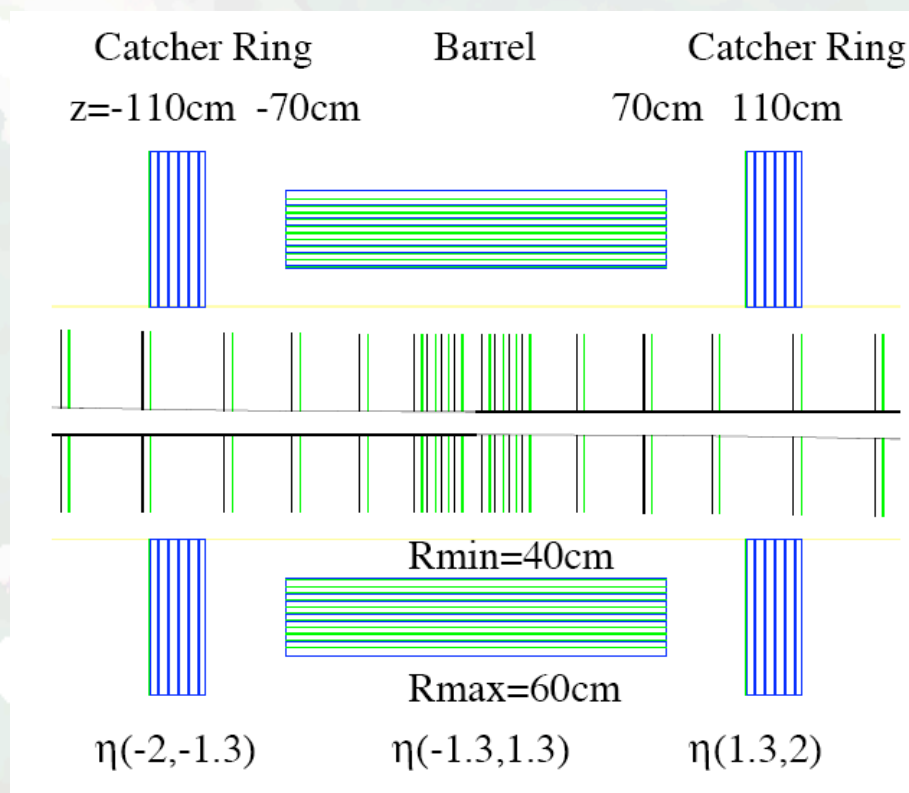 Catcher Ring Barrel Catcher Ring
z=-110cm -70cm 70cm 110cm
Rmin=40cm
Rmax=60cm
η(-2,-1.3) η(-1.3,1.3) η(1.3,2)